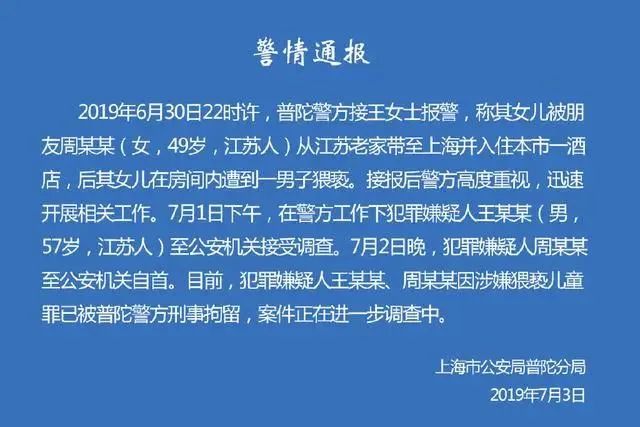 警情通报
2019年6月30日22时许，普陀警方接王女士报警，称其女儿被朋
友周某某（女，49岁，江苏人）从江苏老家带至上海并入住本市一酒
店，后其女儿在房间内遭到一男子猥亵。接报后警方高度重视，迅速
开展相关工作。7月1日下午，在警方工作下犯罪嫌疑人王某某（男，
57岁，江苏人）至公安机关接受调查。7月2日晚，犯罪嫌疑人周某某
至公安机关自首。目前，犯罪嫌疑人王某某、周某某因涉嫌猥亵儿童
罪已被普陀警方刑事拘留，案件正在进一步调查中。
上海市公安局普陀分局
2019年7月3日